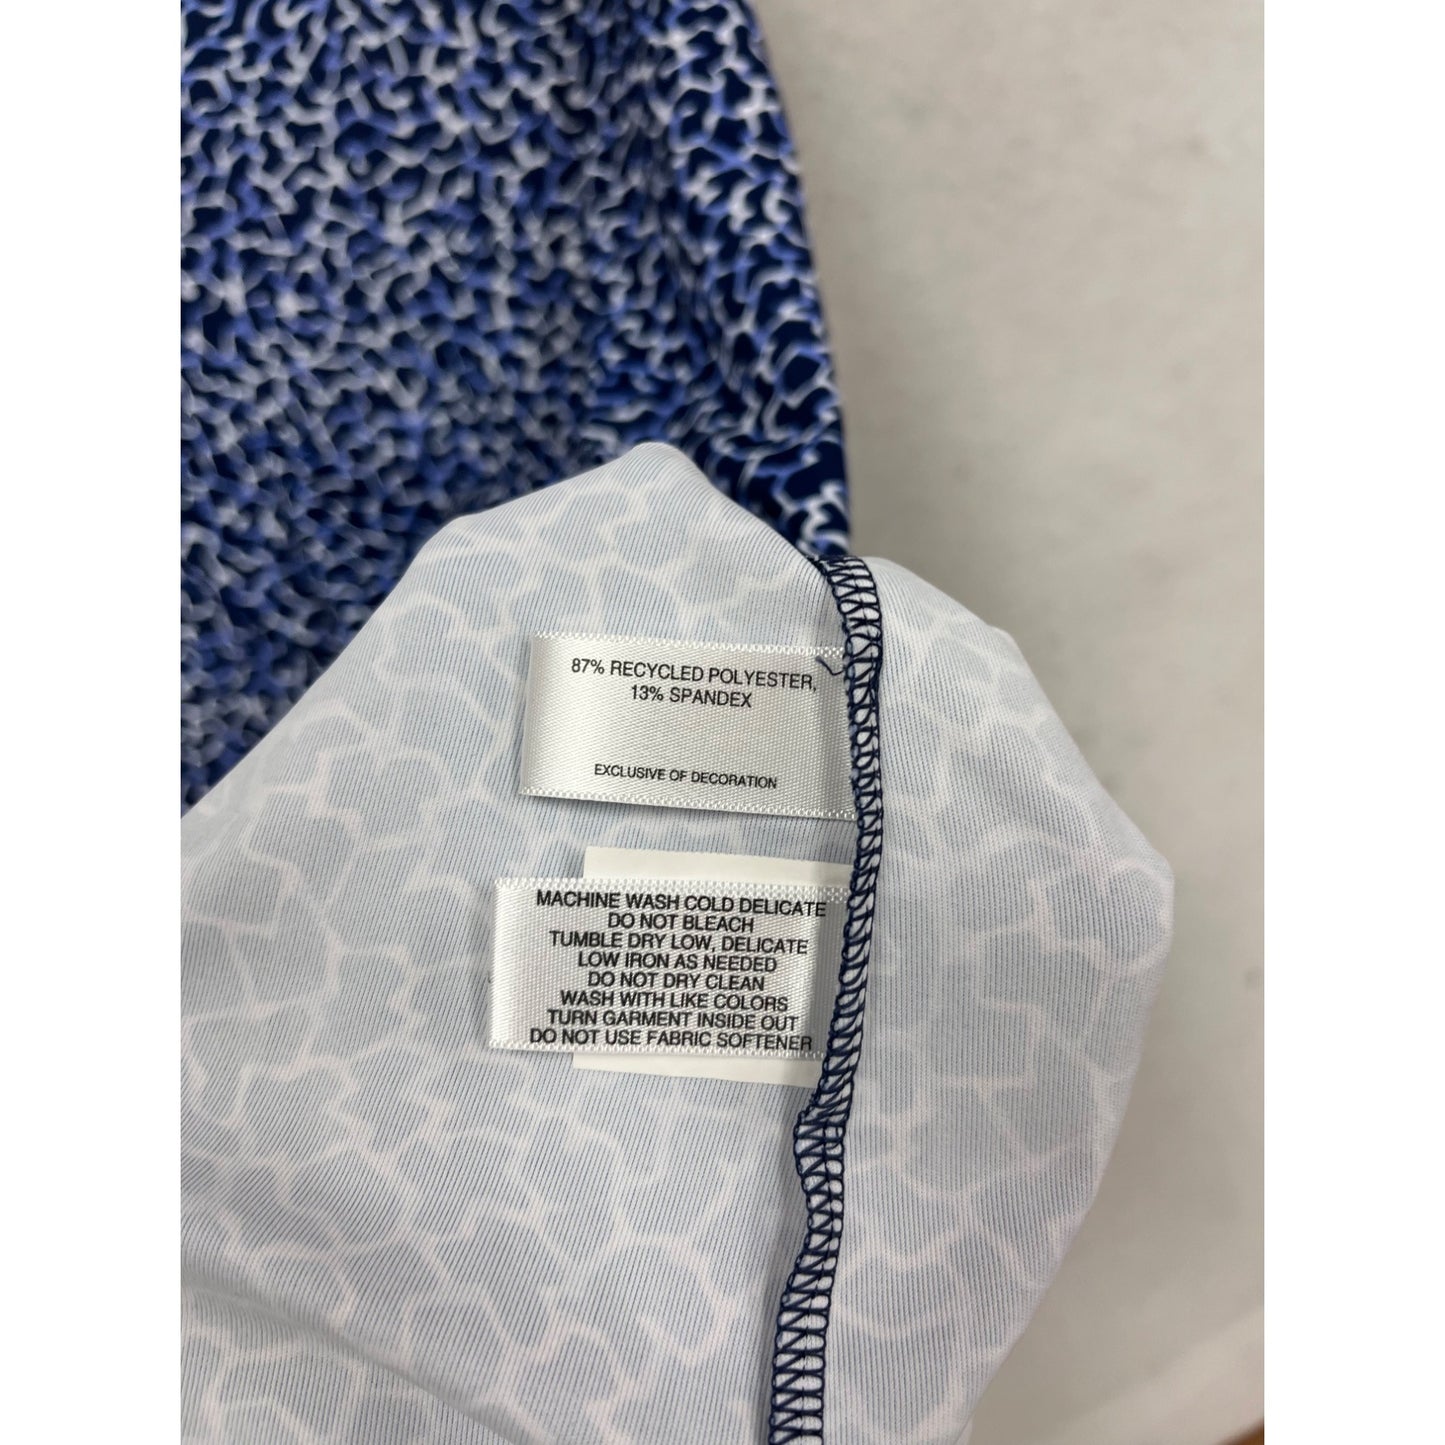 87% RECYCLED POLYESTER,
13% SPANDEX
EXCLUSIVE OF DECORATION
MACHINE WASH COLD DELICATE
DO NOT BLEACH
TUMBLE DRY LOW, DELICATE
LOW IRON AS NEEDED
DO NOT DRY CLEAN
WASH WITH LIKE COLORS
TURN GARMENT INSIDE OUT
DO NOT USE FABRIC SOFTENER